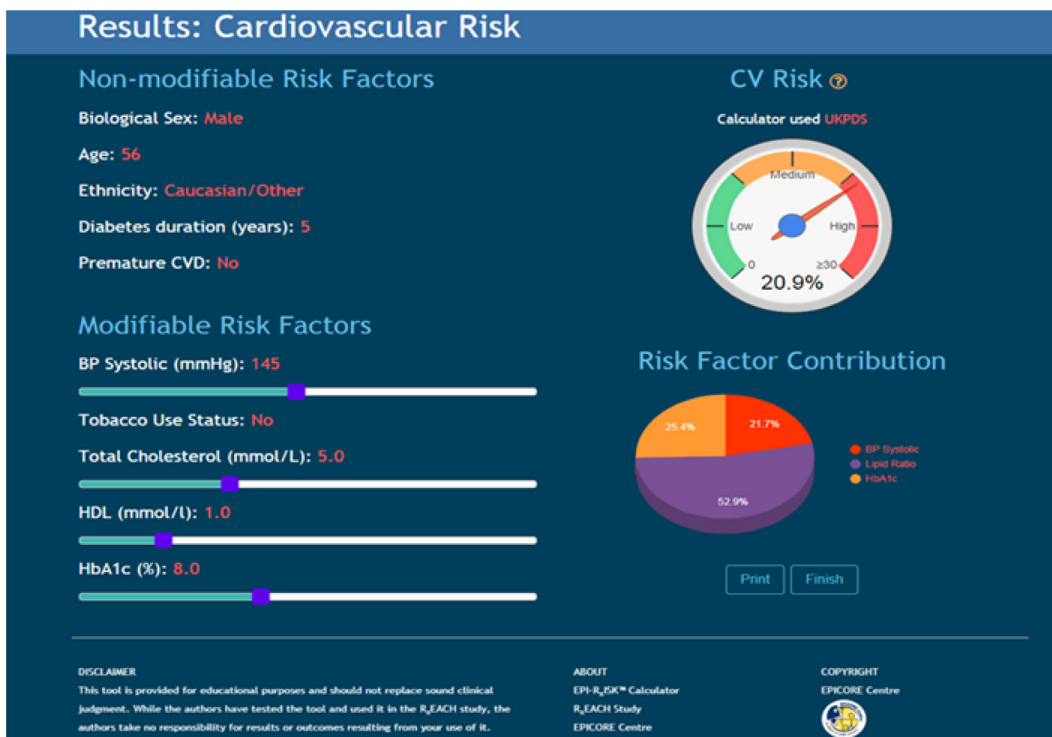 Results: Cardiovascular Risk
Non-modifiable Risk Factors
Biological Sex: Male
Age: 56
Ethnicity: Caucasian/Other
Diabetes duration (years): 5
Premature CVD: No
Modifiable Risk Factors
BP Systolic (mmHg): 145
Tobacco Use Status: No
Total Cholesterol (mmol/L): 5.0
HDL (mmol/l): 1.0
HbA1c (%): 8.0
CV Risk ?
Calculator used UKPDS
Medium
Low
High
0
≥30
20.9%
Risk Factor Contribution
25.4%
21.7%
52.9%
BP Systolic
Lipid Ratio
HbA1c
Print
Finish
DISCLAIMER
This tool is provided for educational purposes and should not replace sound clinical
judgment. While the authors have tested the tool and used it in the RxEACH study, the
authors take no responsibility for results or outcomes resulting from your use of it.
ABOUT
EPI-RxISK™ Calculator
RxEACH Study
EPICORE Centre
COPYRIGHT
EPICORE Centre